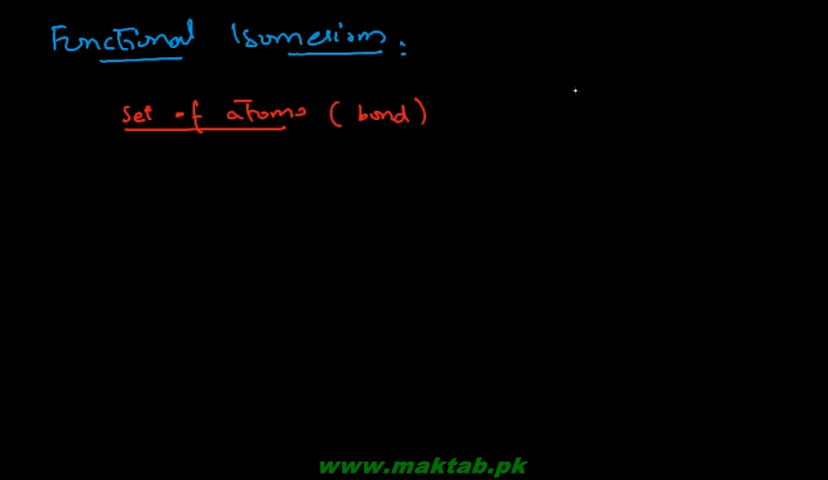 Functional Isomerism :
Set of atoms ( bond )
www.maktab.pk